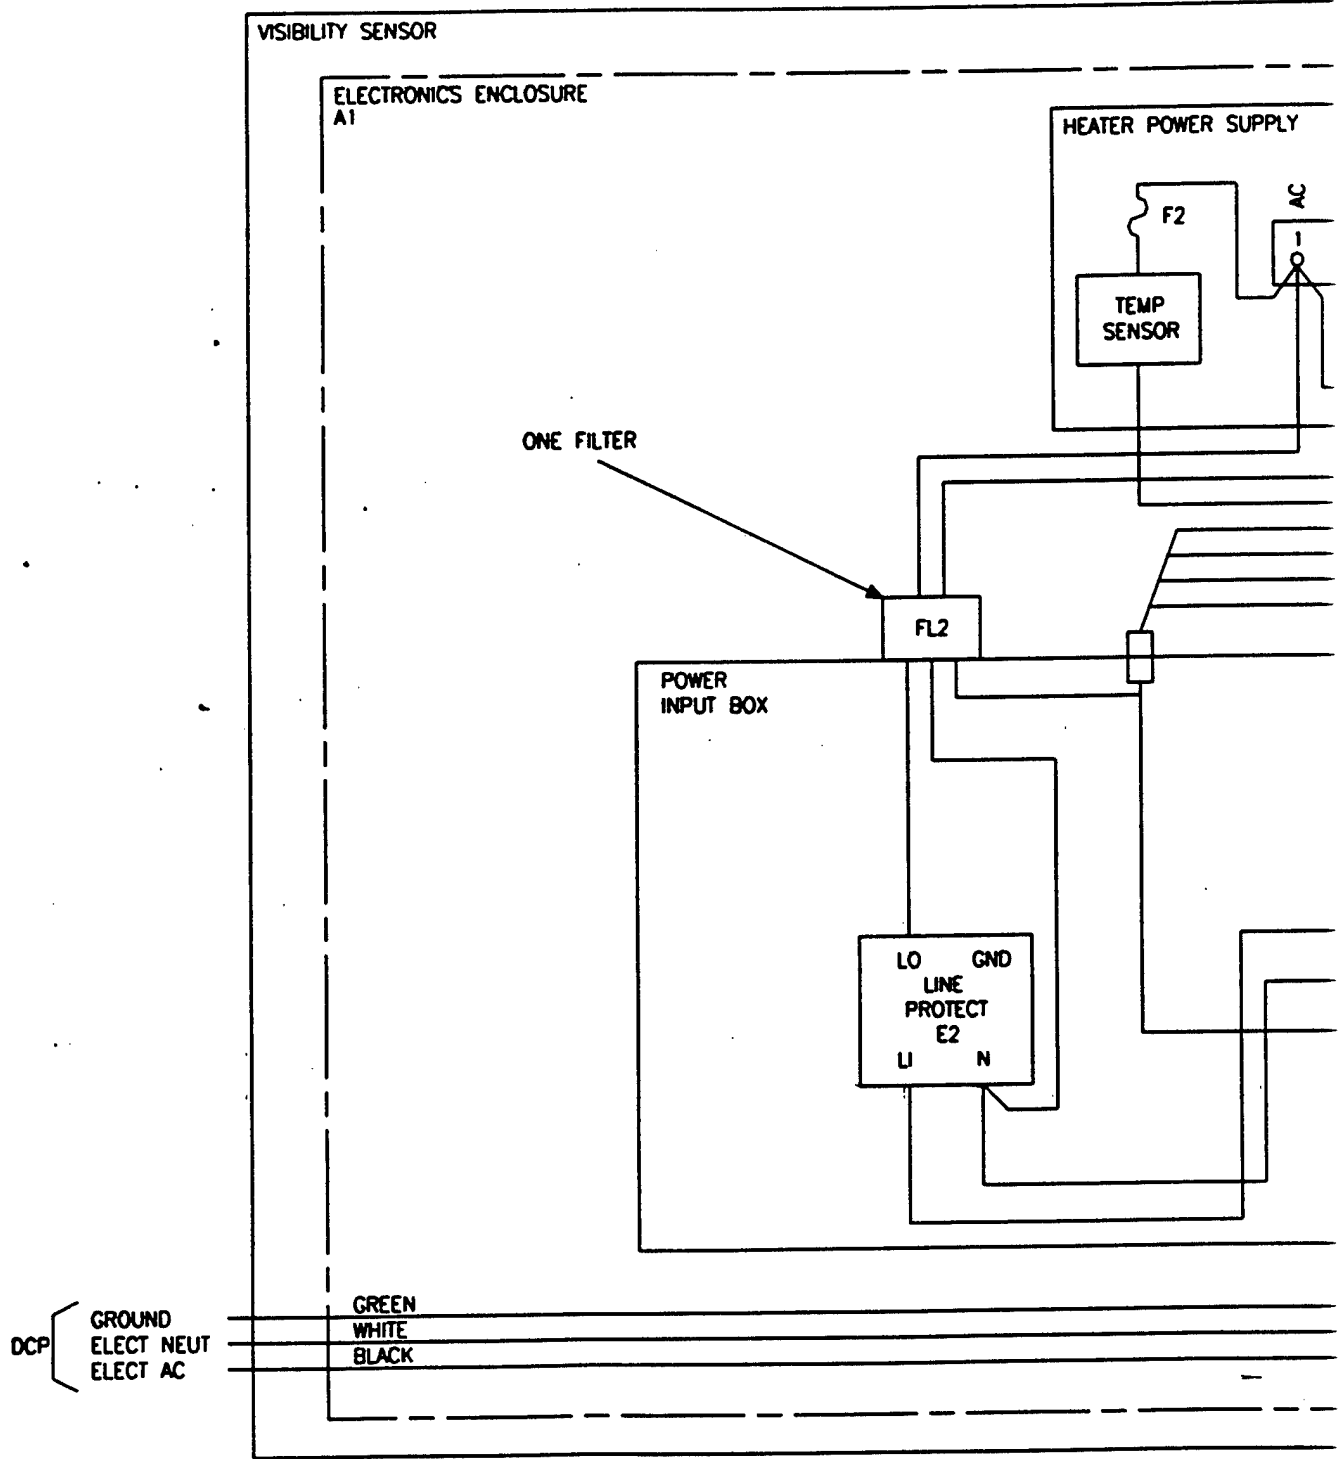 VISIBILITY SENSOR
ELECTRONICS ENCLOSURE
A1
HEATER POWER SUPPLY
AC
F2
1
TEMP
SENSOR
ONE FILTER
FL2
POWER
INPUT BOX
LO GND
LINE
PROTECT
E2
LI N
GREEN
GROUND
WHITE
DCP
ELECT NEUT
BLACK
ELECT AC